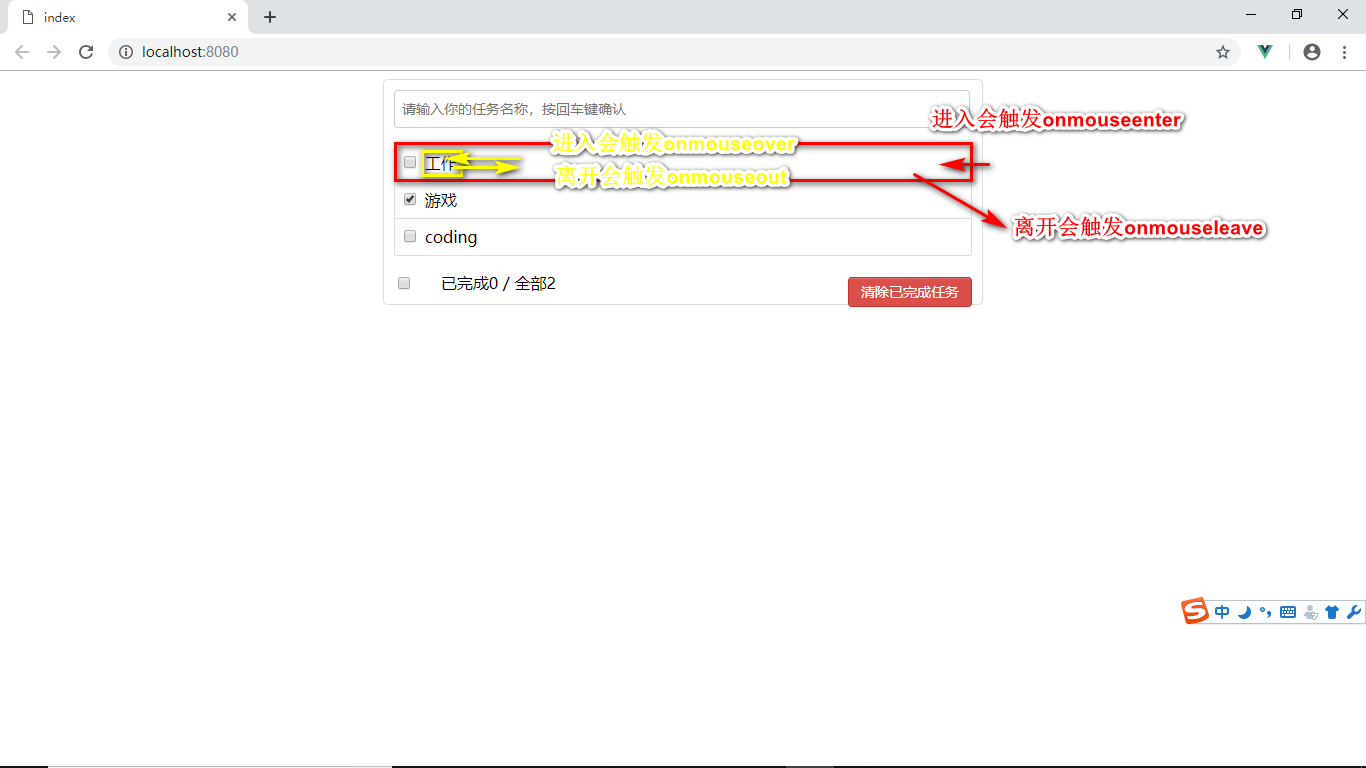 index
localhost:8080
请输入你的任务名称，按回车键确认
进入会触发onmouseenter
进入会触发onmouseover
工作
离开会触发onmouseout
游戏
离开会触发onmouseleave
coding
已完成0 / 全部2
清除已完成任务
中